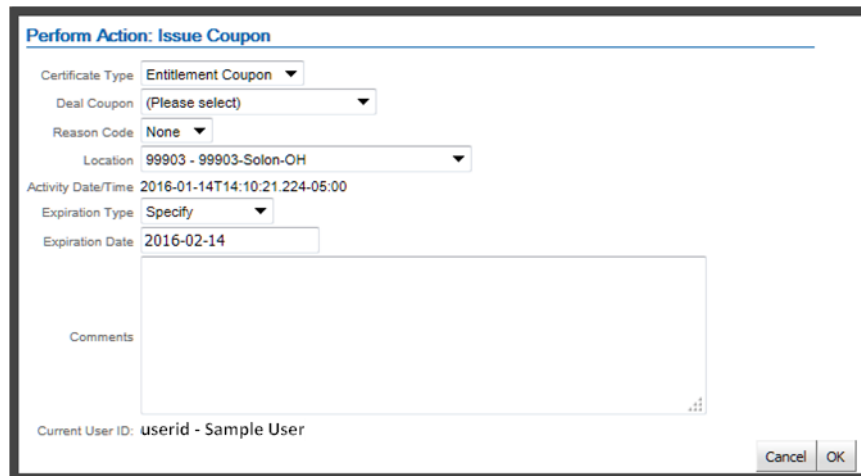 Perform Action: Issue Coupon
Certificate Type Entitlement Coupon
Deal Coupon (Please select)
Reason Code None
Location 99903 - 99903-Solon-OH
Activity Date/Time 2016-01-14T14:10:21.224-05:00
Expiration Type Specify
Expiration Date 2016-02-14
Comments
Current User ID: userid - Sample User
Cancel OK